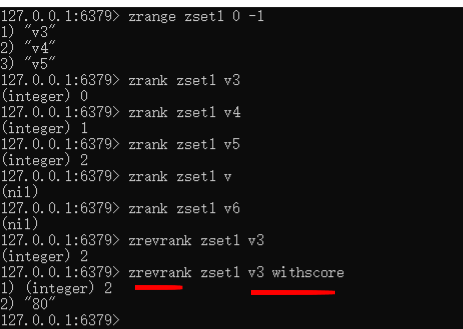 127.0.0.1:6379> zrange zset1 0 -1
1) "v3"
2) "v4"
3) "v5"
127.0.0.1:6379> zrank zset1 v3
(integer) 0
127.0.0.1:6379> zrank zset1 v4
(integer) 1
127.0.0.1:6379> zrank zset1 v5
(integer) 2
127.0.0.1:6379> zrank zset1 v
(nil)
127.0.0.1:6379> zrank zset1 v6
(nil)
127.0.0.1:6379> zrevrank zset1 v3
(integer) 2
127.0.0.1:6379> zrevrank zset1 v3 withscore
1) (integer) 2
2) "80"
127.0.0.1:6379>